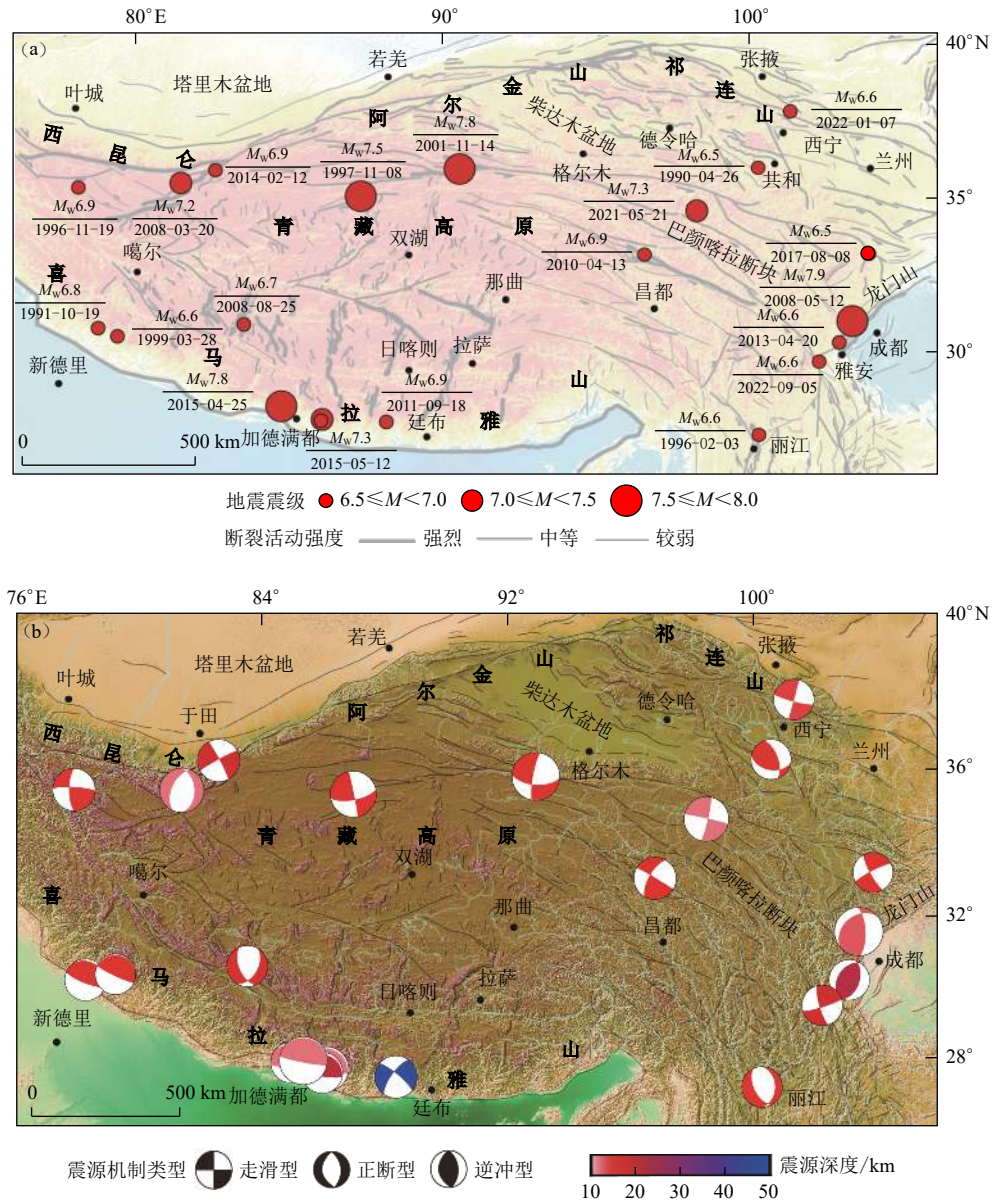 80°E 90° 100°
(a)
40°N
若羌
张掖
塔里木盆地
叶城
阿尔金山
祁连山
柴达木盆地
德令哈
西昆仑
Mw6.6
2022-01-07
西宁
兰州
Mw7.8
2001-11-14
Mw7.5
1997-11-08
Mw6.9
2014-02-12
格尔木
Mw6.5
1990-04-26
共和
35°
Mw6.9
1996-11-19
Mw7.2
2008-03-20
Mw7.3
2021-05-21
青藏高原
双湖
巴颜喀拉断块
Mw6.5
2017-08-08
噶尔
Mw6.9
2010-04-13
那曲
昌都
Mw7.9
2008-05-12
龙门山
喜马拉雅山
Mw6.8
1991-10-19
Mw6.7
2008-08-25
Mw6.6
1999-03-28
Mw6.6
2013-04-20
成都
30°
新德里
日喀则
拉萨
Mw6.6
2022-09-05
雅安
Mw7.8
2015-04-25
Mw6.9
2011-09-18
廷布
加德满都
Mw7.3
2015-05-12
Mw6.6
1996-02-03
丽江
0 500 km
地震震级 6.5≤M<7.0 7.0≤M<7.5 7.5≤M<8.0
断裂活动强度 强烈 中等 较弱
76°E 84° 92° 100°
(b)
40°N
若羌
张掖
塔里木盆地
叶城
于田
阿尔金山
祁连山
柴达木盆地
德令哈
西宁
兰州
西昆仑
格尔木
36°
青藏高原
双湖
巴颜喀拉断块
噶尔
那曲
昌都
龙门山
32°
喜马拉雅山
成都
新德里
日喀则
拉萨
28°
加德满都
廷布
丽江
0 500 km
震源机制类型 走滑型 正断型 逆冲型
震源深度/km
10 20 30 40 50